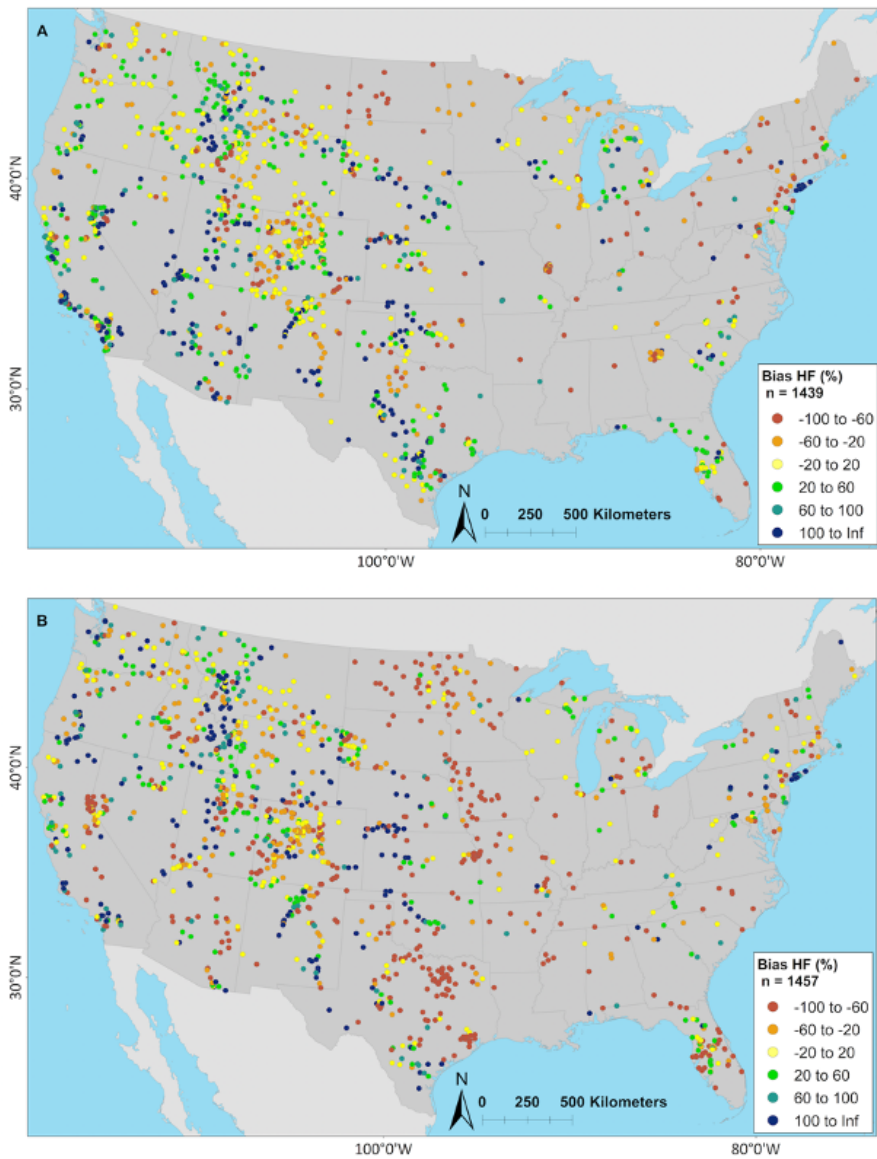 A
40°0'N
30°0'N
Bias HF (%)
n = 1439
-100 to -60
-60 to -20
-20 to 20
20 to 60
60 to 100
100 to Inf
N
0 250 500 Kilometers
100°0'0"W 80°0'W
B
40°0'N
30°0'N
Bias HF (%)
n = 1457
-100 to -60
-60 to -20
-20 to 20
20 to 60
60 to 100
100 to Inf
N
0 250 500 Kilometers
100°0'0"W 80°0'W